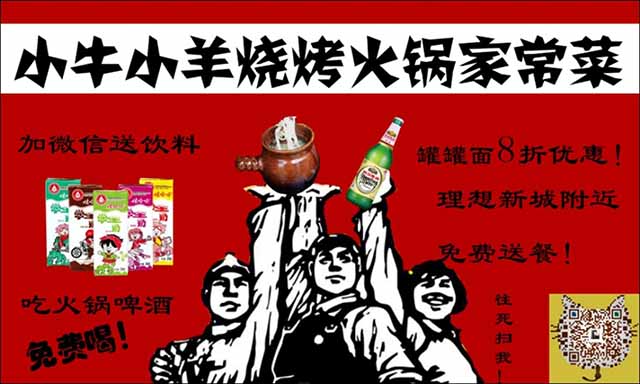 小牛小羊烧烤火锅家常菜
加微信送饮料
罐罐面8折优惠！
理想新城附近
免费送餐！
吃火锅啤酒
免费喝！
往死扫我！